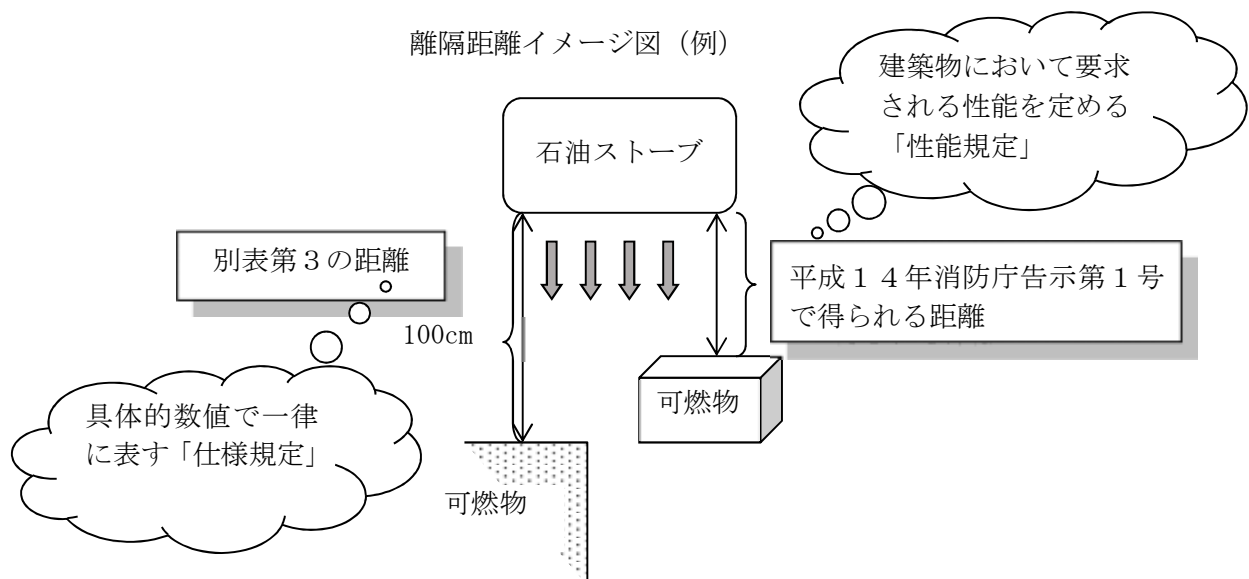 離隔距離イメージ図（例）
建築物において要求
される性能を定める
「性能規定」
石油ストーブ
別表第３の距離
平成１４年消防庁告示第１号
で得られる距離
100cm
具体的数値で一律
に表す「仕様規定」
可燃物
可燃物